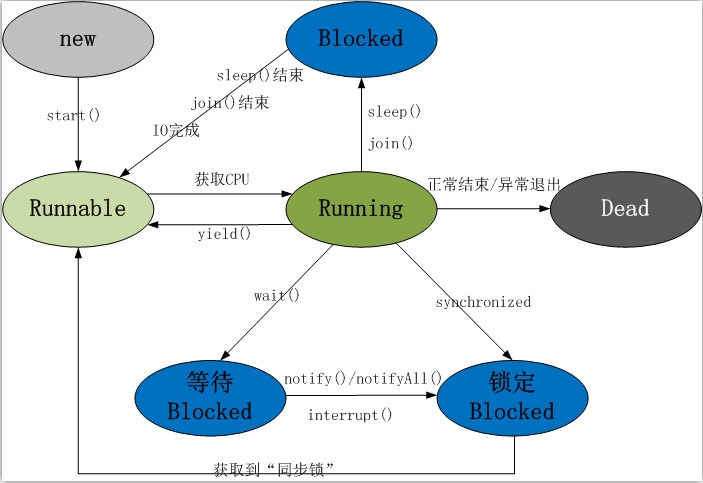 new
Blocked
sleep()结束
join()结束
IO完成
start()
sleep()
join()
获取CPU
正常结束/异常退出
Runnable
Running
Dead
yield()
wait()
synchronized
等待
Blocked
notify()/notifyAll()
interrupt()
锁定
Blocked
获取到“同步锁”